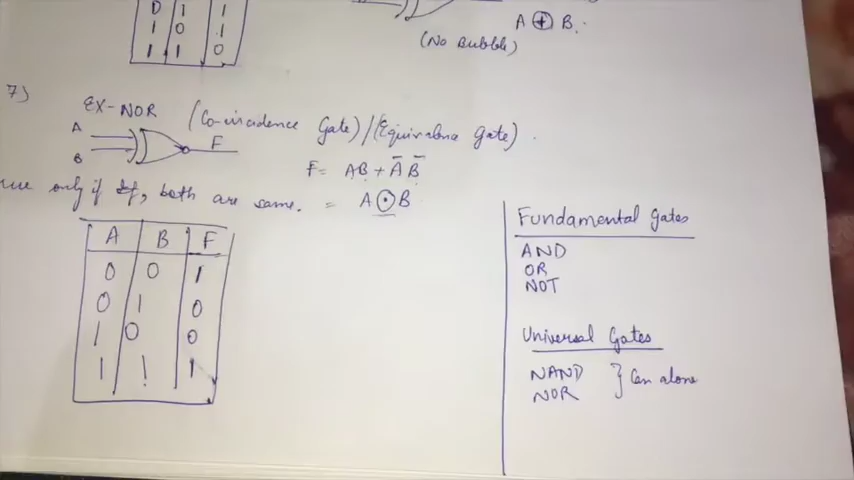 0 1 1
1 0 1
1 1 0
A ⊕ B.
(No Bubble)
7)
EX-NOR (Co-incidence Gate)/(Equivalence Gate).
A
B
F
F = AB + A̅ B̅
only if both are same. = A ⊙ B
A B F
0 0 1
0 1 0
1 0 0
1 1 1
Fundamental Gates
AND
OR
NOT
Universal Gates
NAND } Can alone
NOR